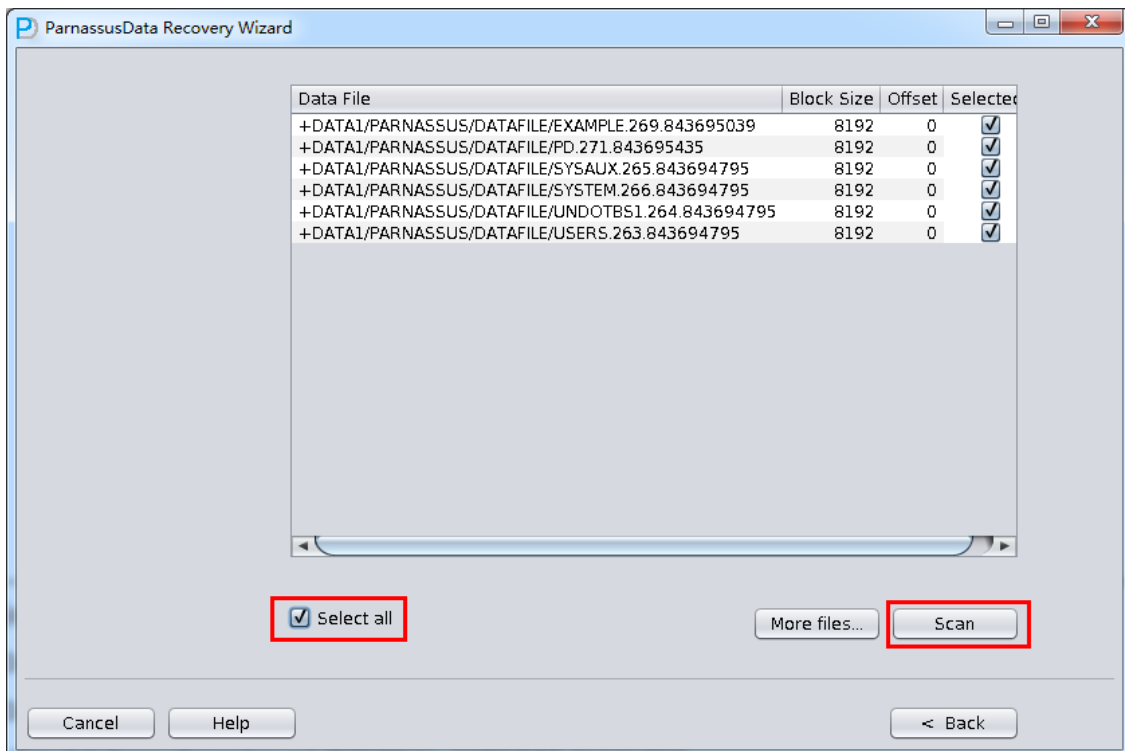 ParnassusData Recovery Wizard
Data File Block Size Offset Selected
+DATA1/PARNASSUS/DATAFILE/EXAMPLE.269.843695039 8192 0
+DATA1/PARNASSUS/DATAFILE/PD.271.843695435 8192 0
+DATA1/PARNASSUS/DATAFILE/SYSAUX.265.843694795 8192 0
+DATA1/PARNASSUS/DATAFILE/SYSTEM.266.843694795 8192 0
+DATA1/PARNASSUS/DATAFILE/UNDOTBS1.264.843694795 8192 0
+DATA1/PARNASSUS/DATAFILE/USERS.263.843694795 8192 0
Select all More files... Scan
Cancel Help < Back